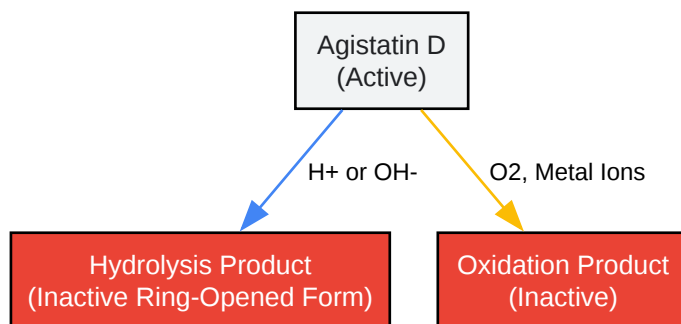 Agistatin D
(Active)
H+ or OH-
O2, Metal Ions
Hydrolysis Product
(Inactive Ring-Opened Form)
Oxidation Product
(Inactive)